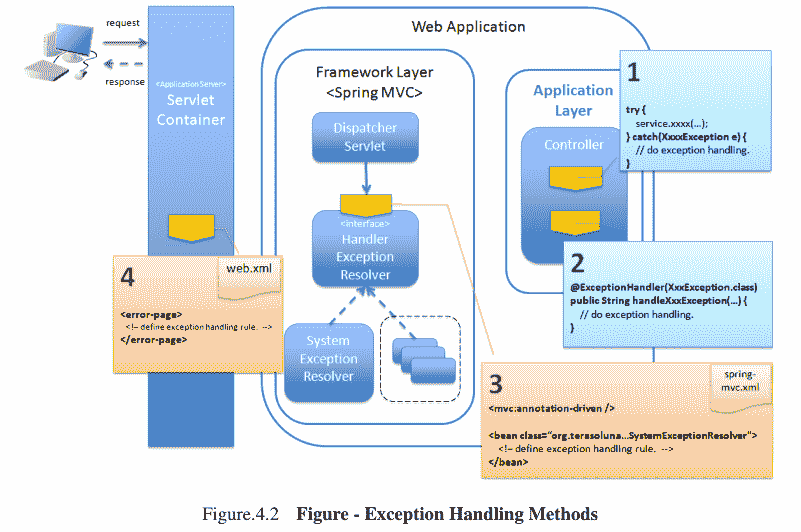 request
response
<Application Server>
Servlet
Container
Web Application
Framework Layer
<Spring MVC>
Dispatcher
Servlet
<interface>
Handler
Exception
Resolver
System
Exception
Resolver
Application
Layer
Controller
1
try {
service.xxxx(...);
} catch(XxxxException e) {
// do exception handling.
}
2
@ExceptionHandler(XxxException.class)
public String handleXxxException(...) {
// do exception handling.
}
3
spring-
mvc.xml
<mvc:annotation-driven />
<bean class="org.terasoluna...SystemExceptionResolver">
<!– define exception handling rule. -->
</bean>
4
web.xml
<error-page>
<!– define exception handling rule. -->
</error-page>
Figure.4.2 Figure - Exception Handling Methods